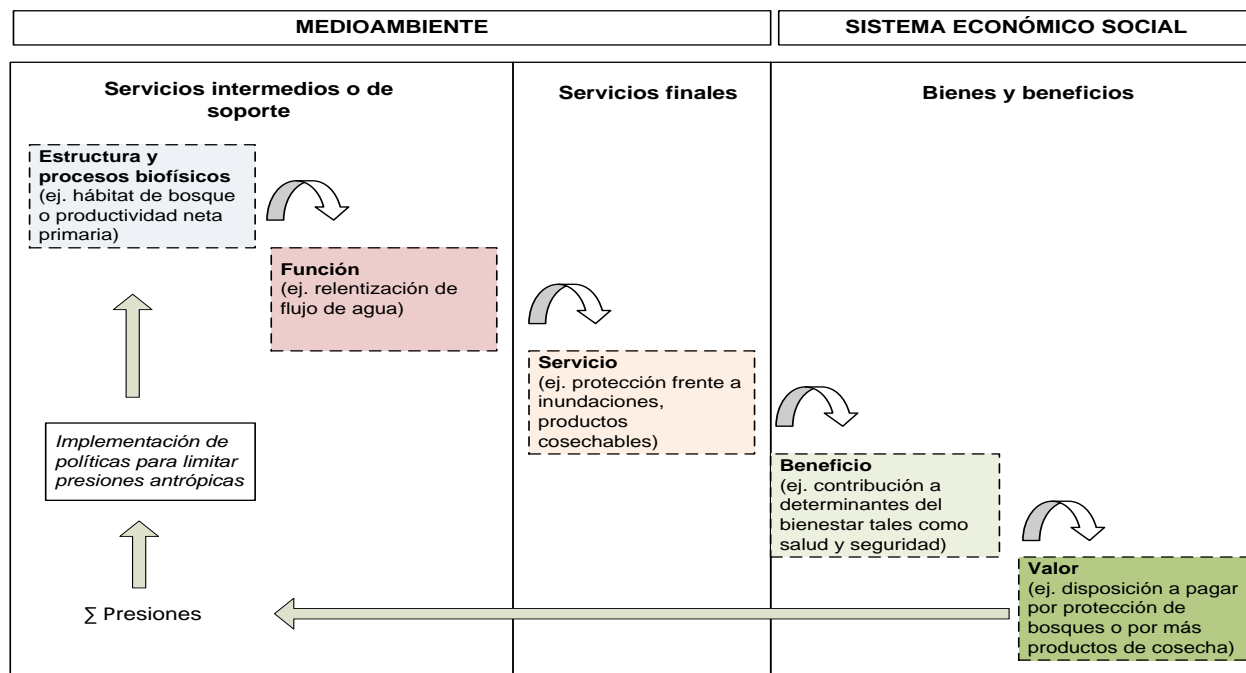 MEDIOAMBIENTE
SISTEMA ECONÓMICO SOCIAL
Servicios intermedios o de
soporte
Servicios finales
Bienes y beneficios
Estructura y
procesos biofísicos
(ej. hábitat de bosque
o productividad neta
primaria)
Función
(ej. relentización de
flujo de agua)
Servicio
(ej. protección frente a
inundaciones,
productos
cosechables)
Implementación de
políticas para limitar
presiones antrópicas
Beneficio
(ej. contribución a
determinantes del
bienestar tales como
salud y seguridad)
Valor
(ej. disposición a pagar
por protección de
bosques o por más
productos de cosecha)
∑ Presiones